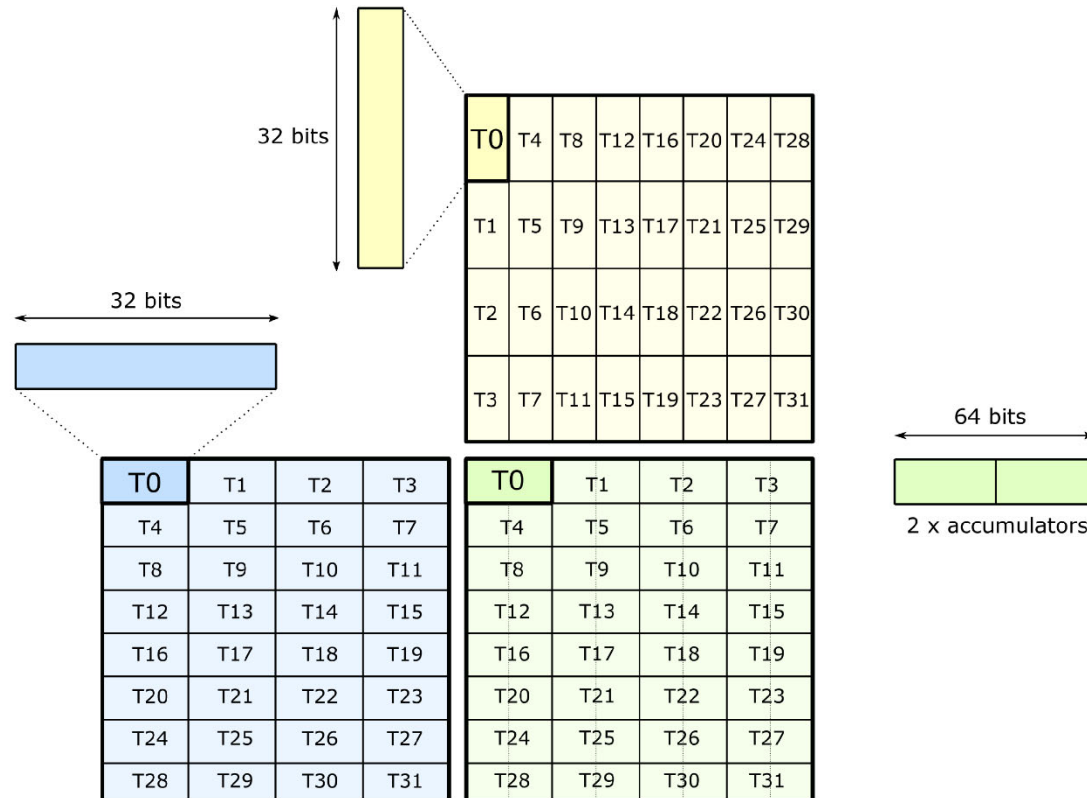 32 bits
T0 T4 T8 T12 T16 T20 T24 T28
T1 T5 T9 T13 T17 T21 T25 T29
T2 T6 T10 T14 T18 T22 T26 T30
T3 T7 T11 T15 T19 T23 T27 T31
32 bits
64 bits
2 x accumulators
T0 T1 T2 T3
T4 T5 T6 T7
T8 T9 T10 T11
T12 T13 T14 T15
T16 T17 T18 T19
T20 T21 T22 T23
T24 T25 T26 T27
T28 T29 T30 T31
T0 T1 T2 T3
T4 T5 T6 T7
T8 T9 T10 T11
T12 T13 T14 T15
T16 T17 T18 T19
T20 T21 T22 T23
T24 T25 T26 T27
T28 T29 T30 T31